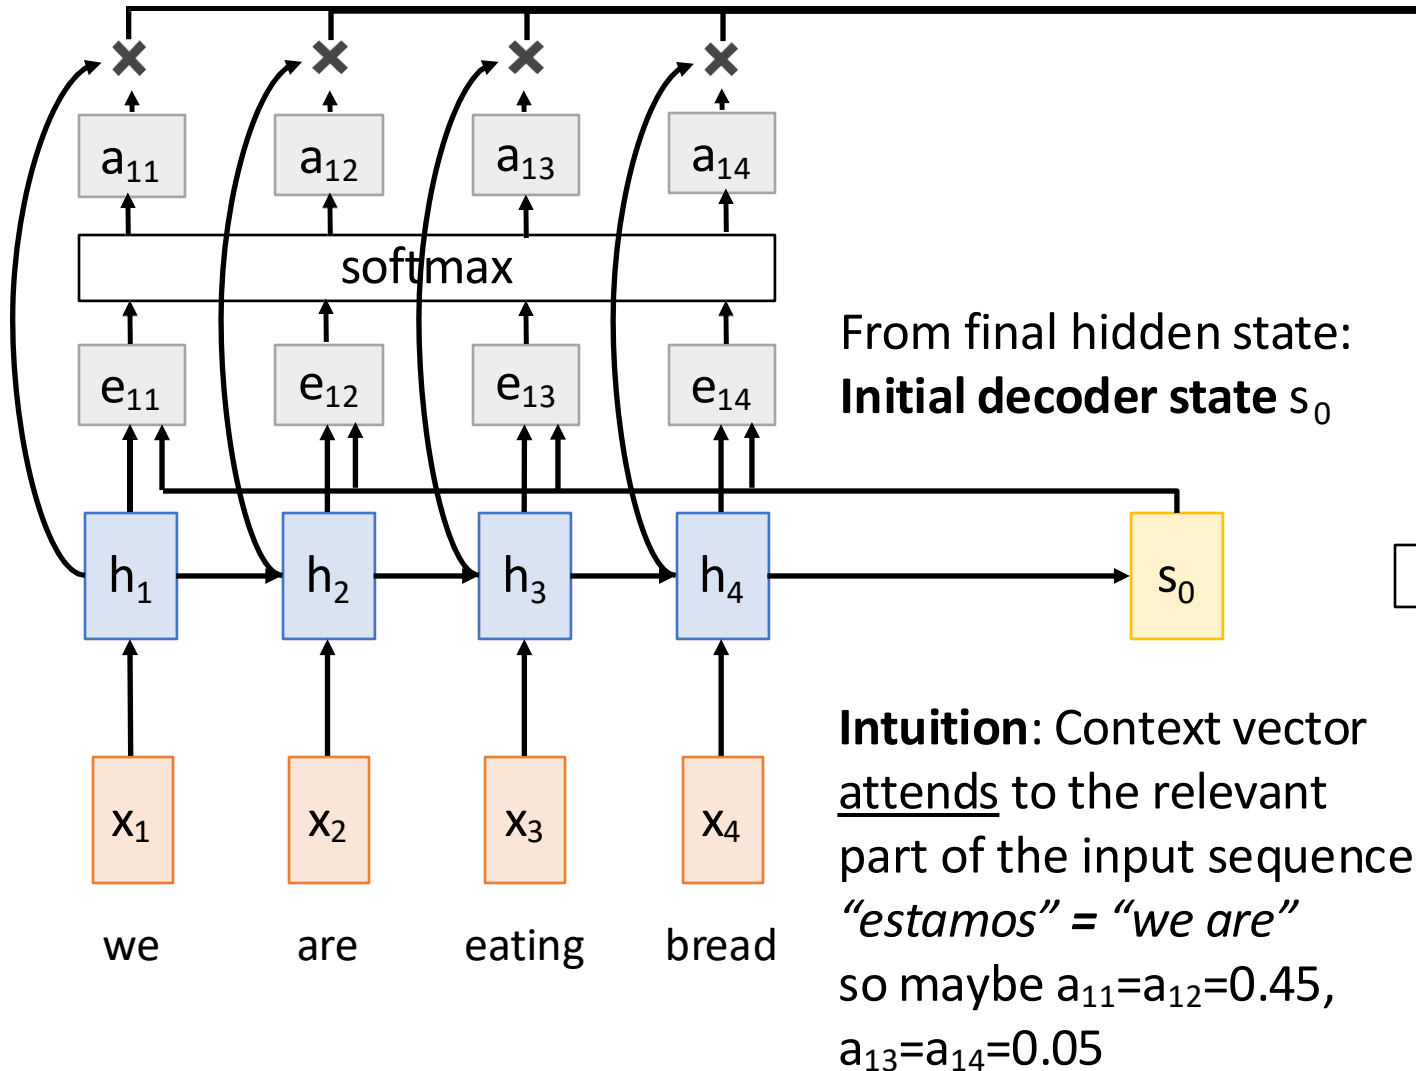 a₁₁ a₁₂ a₁₃ a₁₄
softmax
e₁₁ e₁₂ e₁₃ e₁₄
From final hidden state:
Initial decoder state s₀
h₁ h₂ h₃ h₄ s₀
x₁ x₂ x₃ x₄
we are eating bread
Intuition: Context vector
attends to the relevant
part of the input sequence
“estamos” = “we are”
so maybe a₁₁=a₁₂=0.45,
a₁₃=a₁₄=0.05